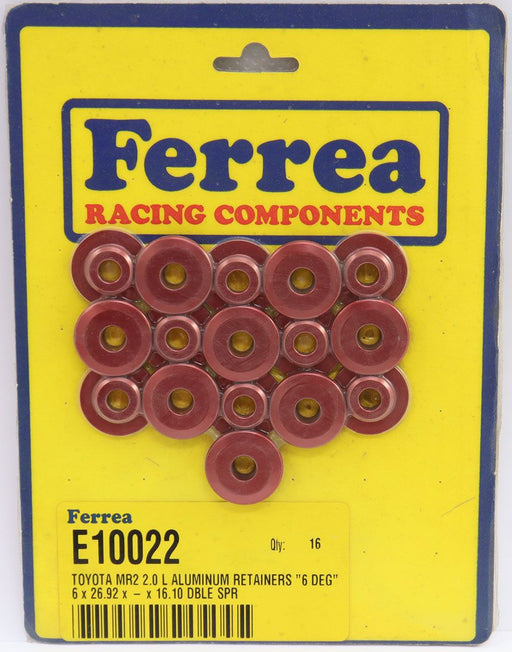 Ferrea
RACING COMPONENTS
Ferrea
E10022 Qty: 16
TOYOTA MR2 2.0 L ALUMINUM RETAINERS "6 DEG"
6 x 26.92 x - x 16.10 DBLE SPR